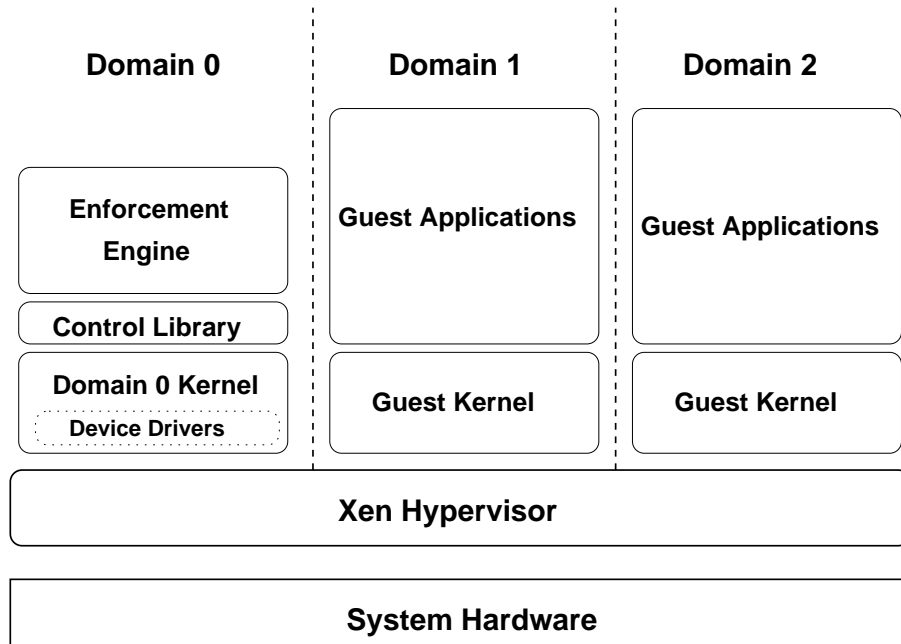 Domain 0
Domain 1
Domain 2
Enforcement
Engine
Control Library
Domain 0 Kernel
Device Drivers
Guest Applications
Guest Kernel
Guest Applications
Guest Kernel
Xen Hypervisor
System Hardware